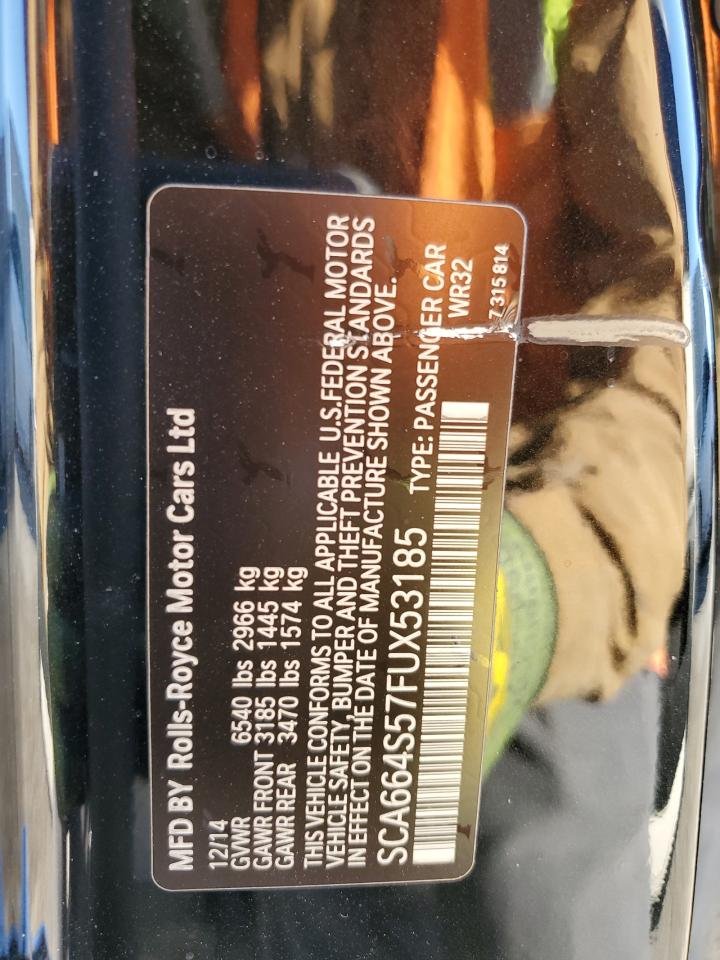 MFD BY Rolls-Royce Motor Cars Ltd
12/14
GVWR 6540 lbs 2966 kg
GAWR FRONT 3185 lbs 1445 kg
GAWR REAR 3470 lbs 1574 kg
THIS VEHICLE CONFORMS TO ALL APPLICABLE U.S.FEDERAL MOTOR
VEHICLE SAFETY, BUMPER AND THEFT PREVENTION STANDARDS
IN EFFECT ON THE DATE OF MANUFACTURE SHOWN ABOVE.
SCA664S57FUX53185 TYPE: PASSENGER CAR
WR32
7 315 814